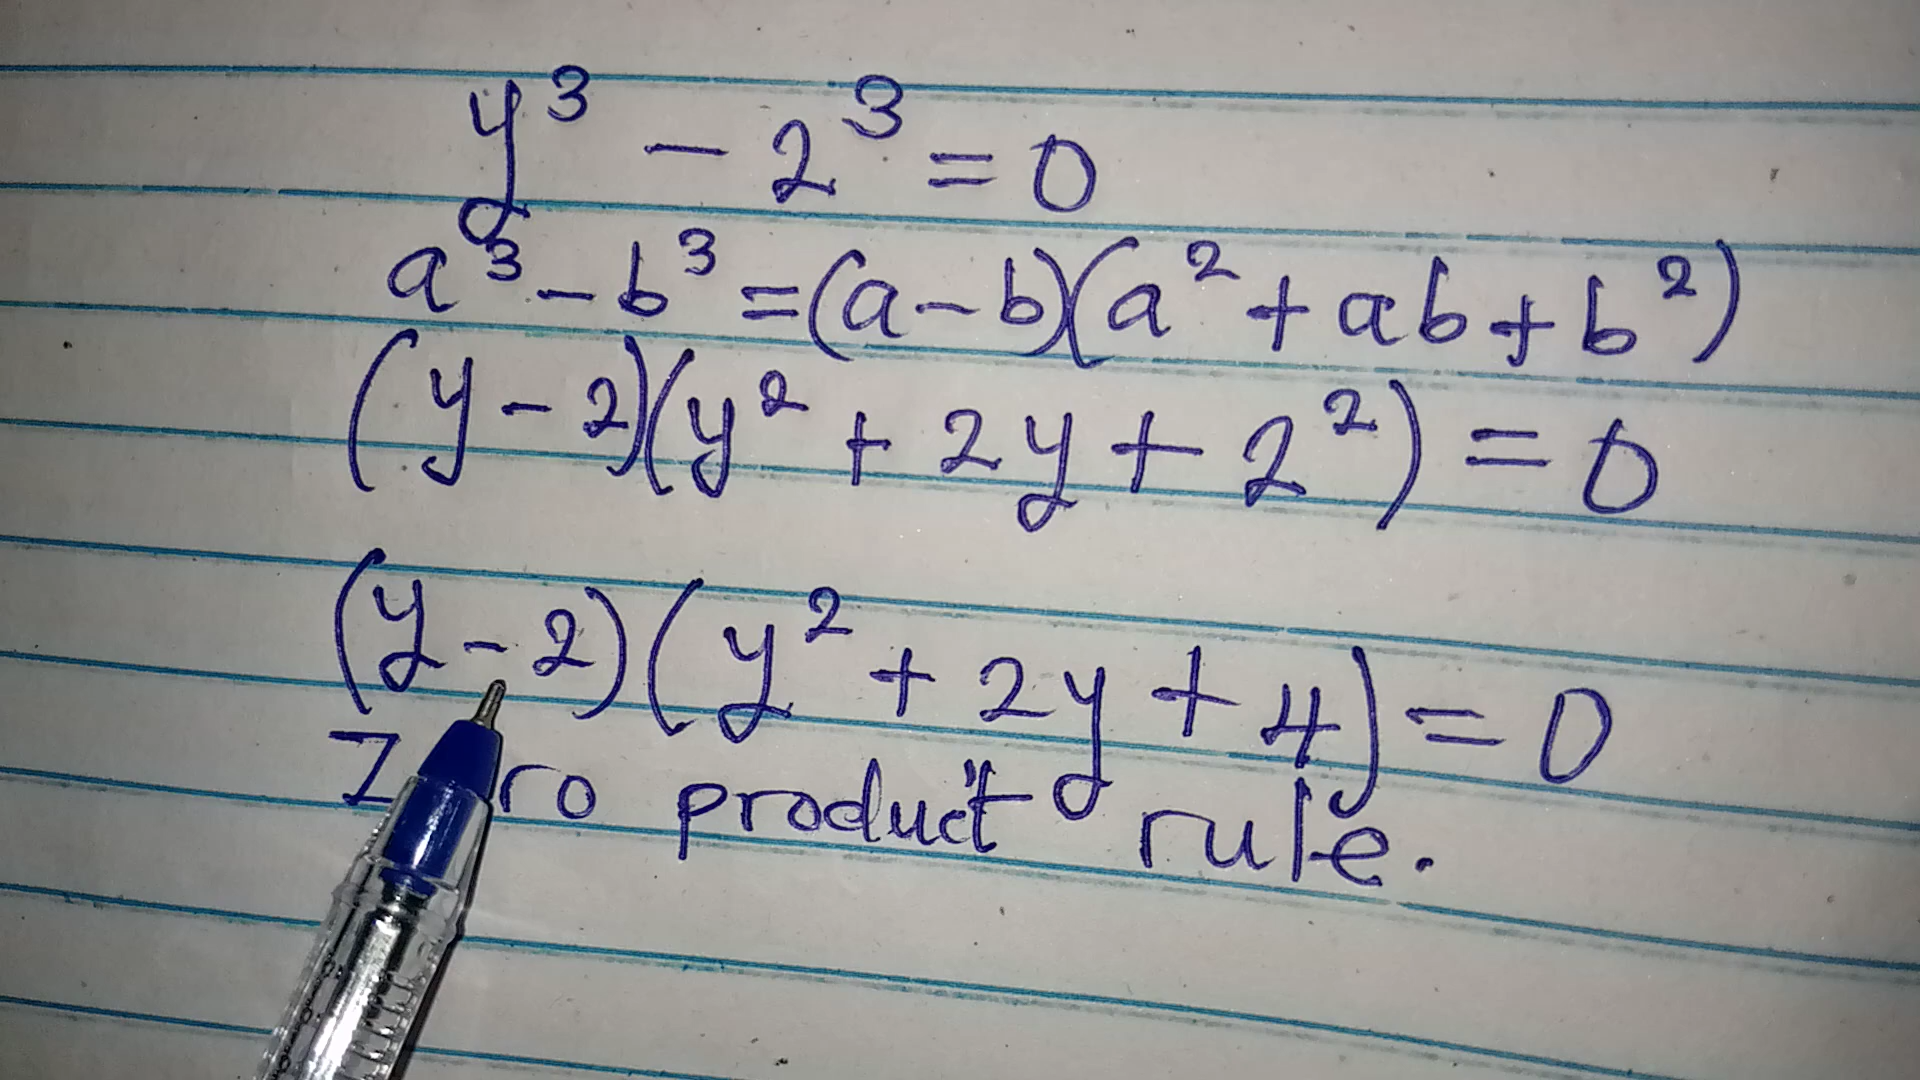 y³ - 2³ = 0
a³ - b³ = (a-b)(a² + ab + b²)
(y - 2)(y² + 2y + 2²) = 0
(y - 2)(y² + 2y + 4) = 0
Zero product rule.